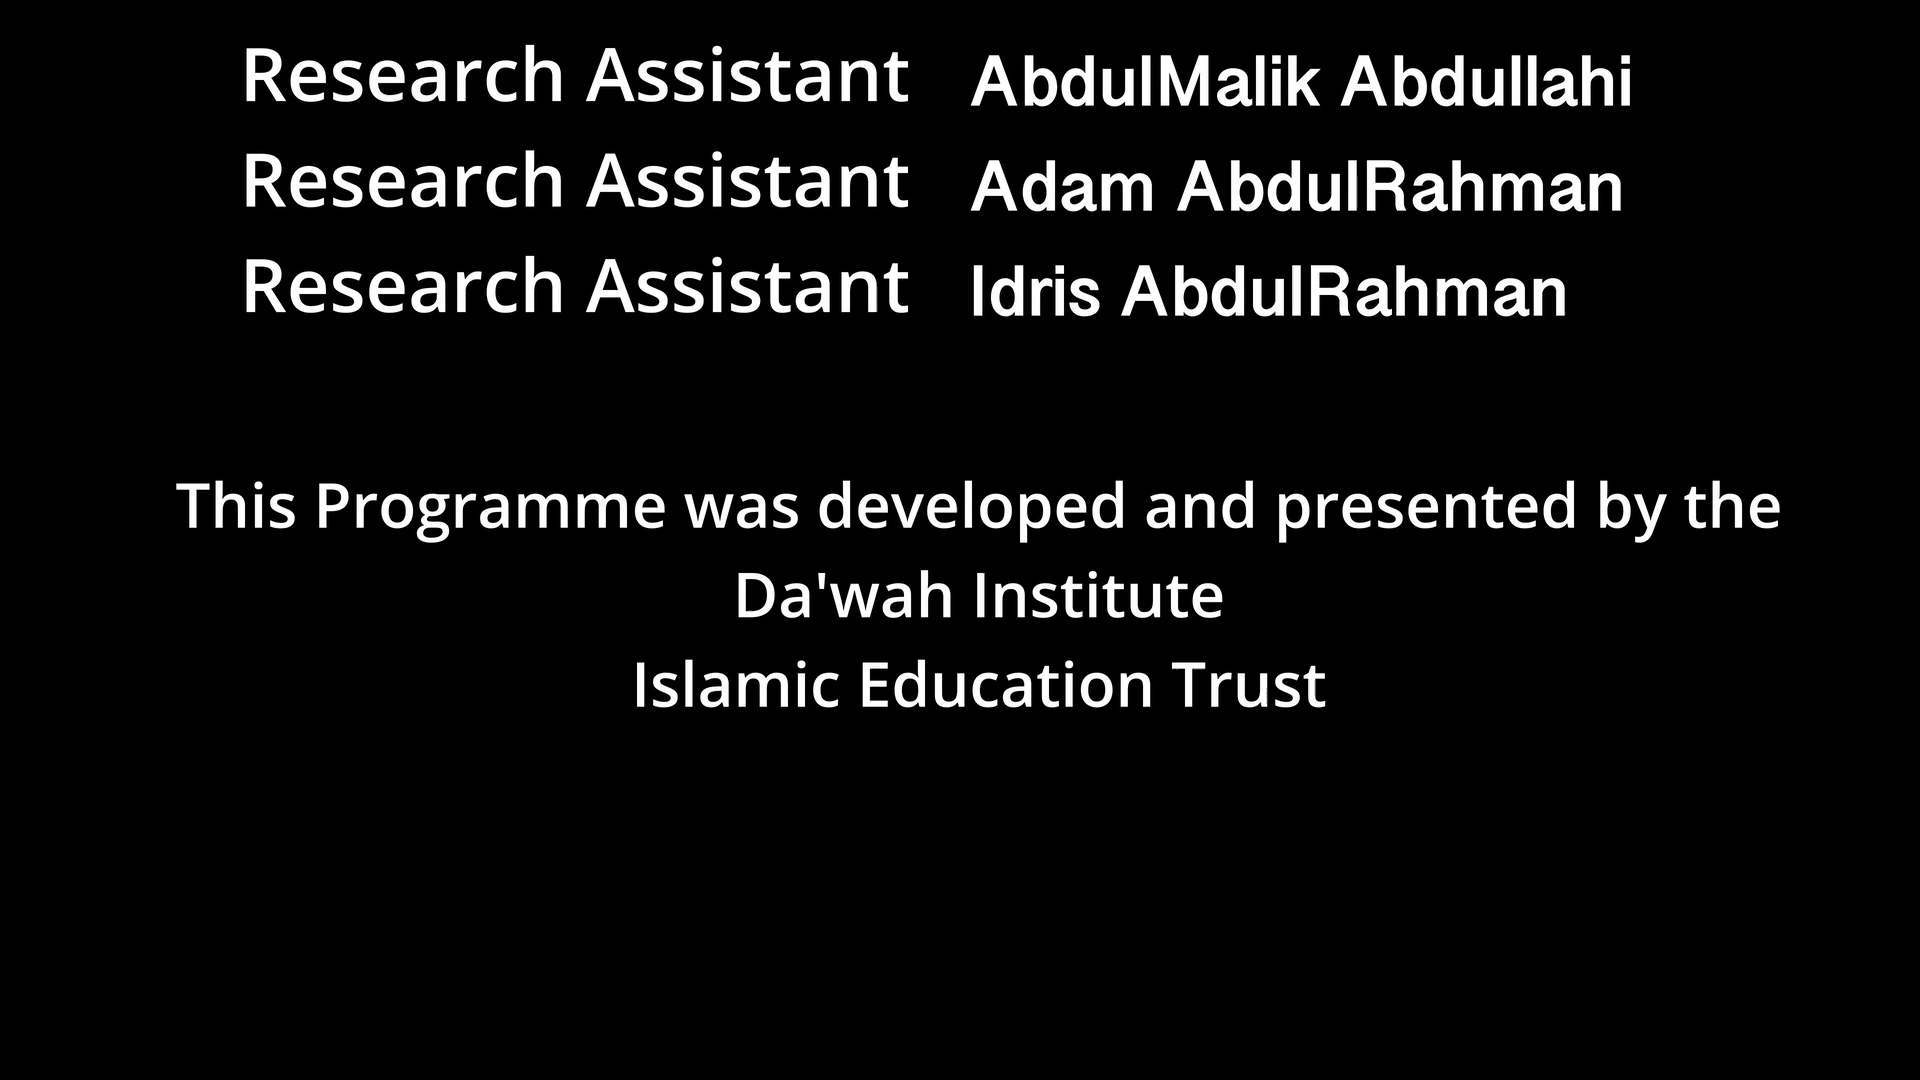 Research Assistant AbdulMalik Abdullahi
Research Assistant Adam AbdulRahman
Research Assistant Idris AbdulRahman
This Programme was developed and presented by the
Da'wah Institute
Islamic Education Trust